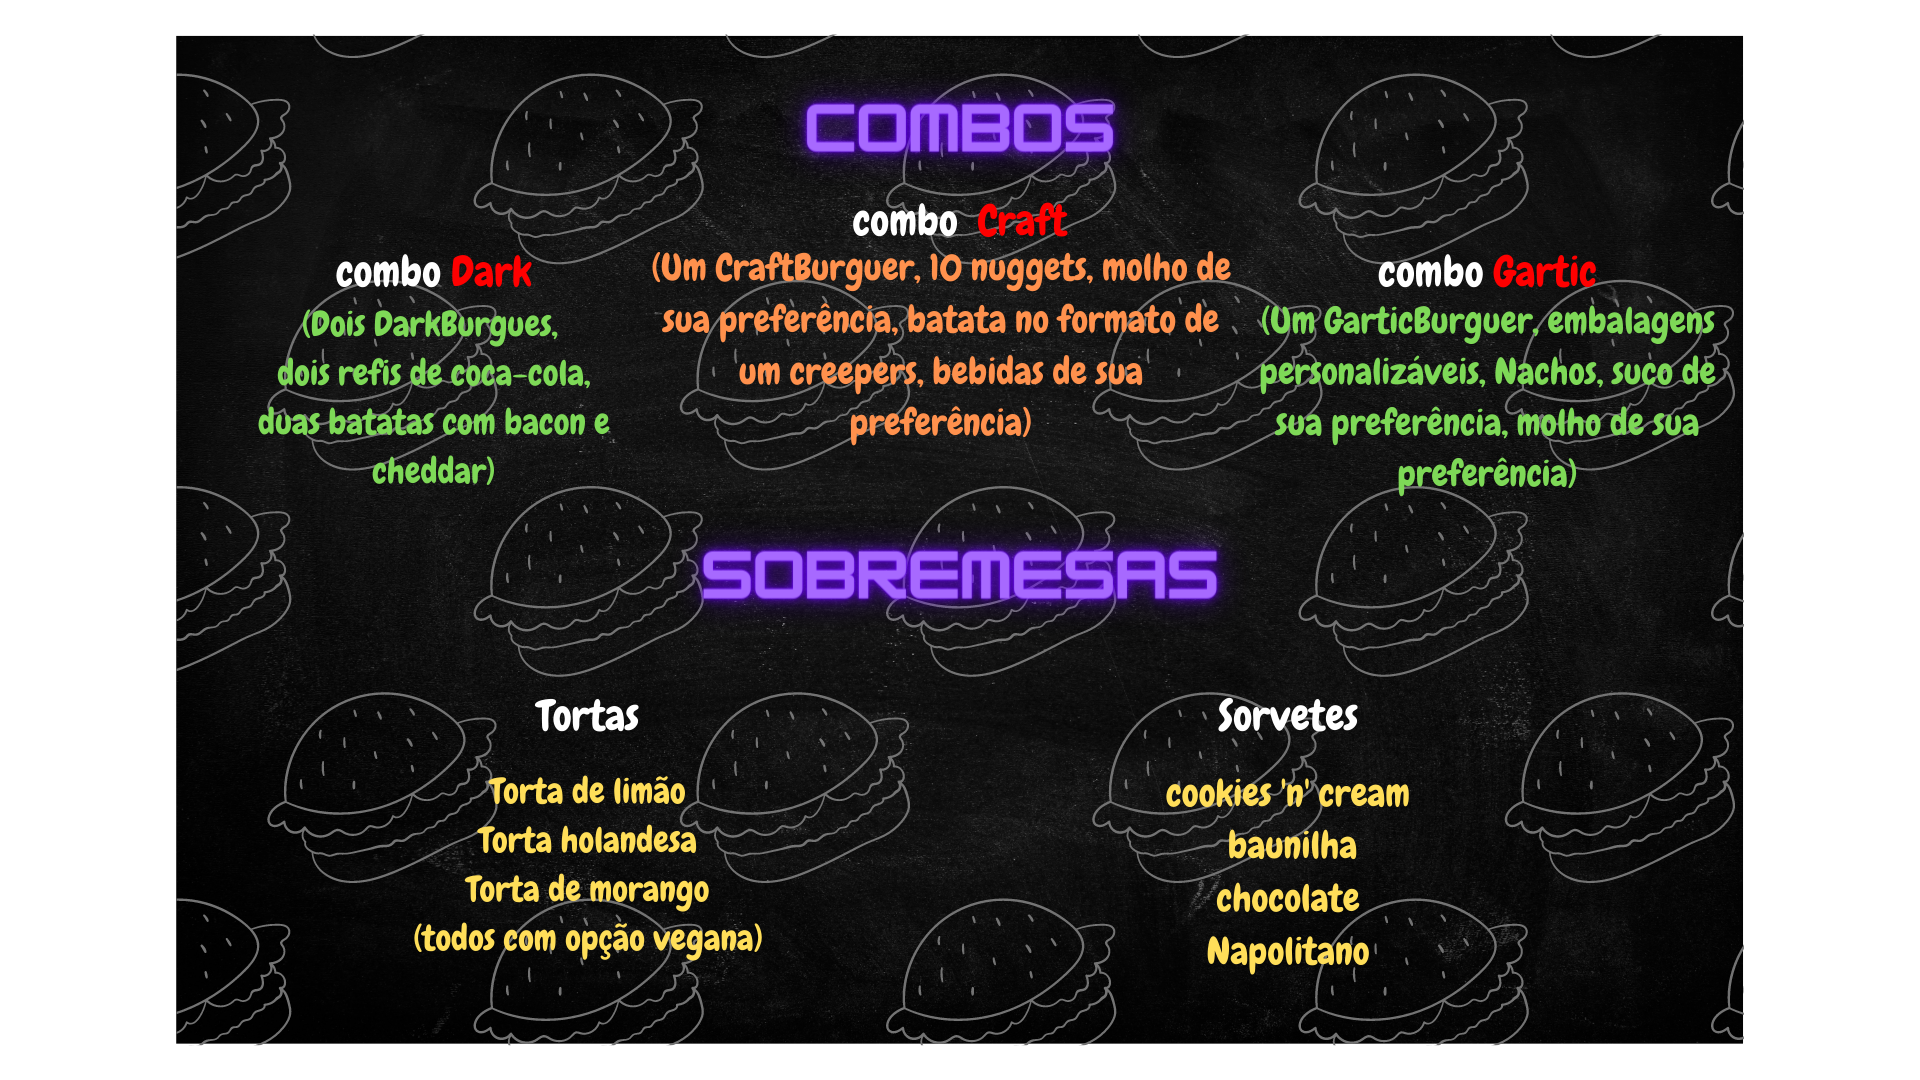 COMBOS
combo Dark
(Dois DarkBurgues,
dois refis de coca-cola,
duas batatas com bacon e
cheddar)
combo Craft
(Um CraftBurguer, 10 nuggets, molho de
sua preferência, batata no formato de
um creepers, bebidas de sua
preferência)
combo Gartic
(Um GarticBurguer, embalagens
personalizáveis, Nachos, suco de
sua preferência, molho de sua
preferência)
SOBREMESAS
Tortas
Torta de limão
Torta holandesa
Torta de morango
(todos com opção vegana)
Sorvetes
cookies 'n' cream
baunilha
chocolate
Napolitano